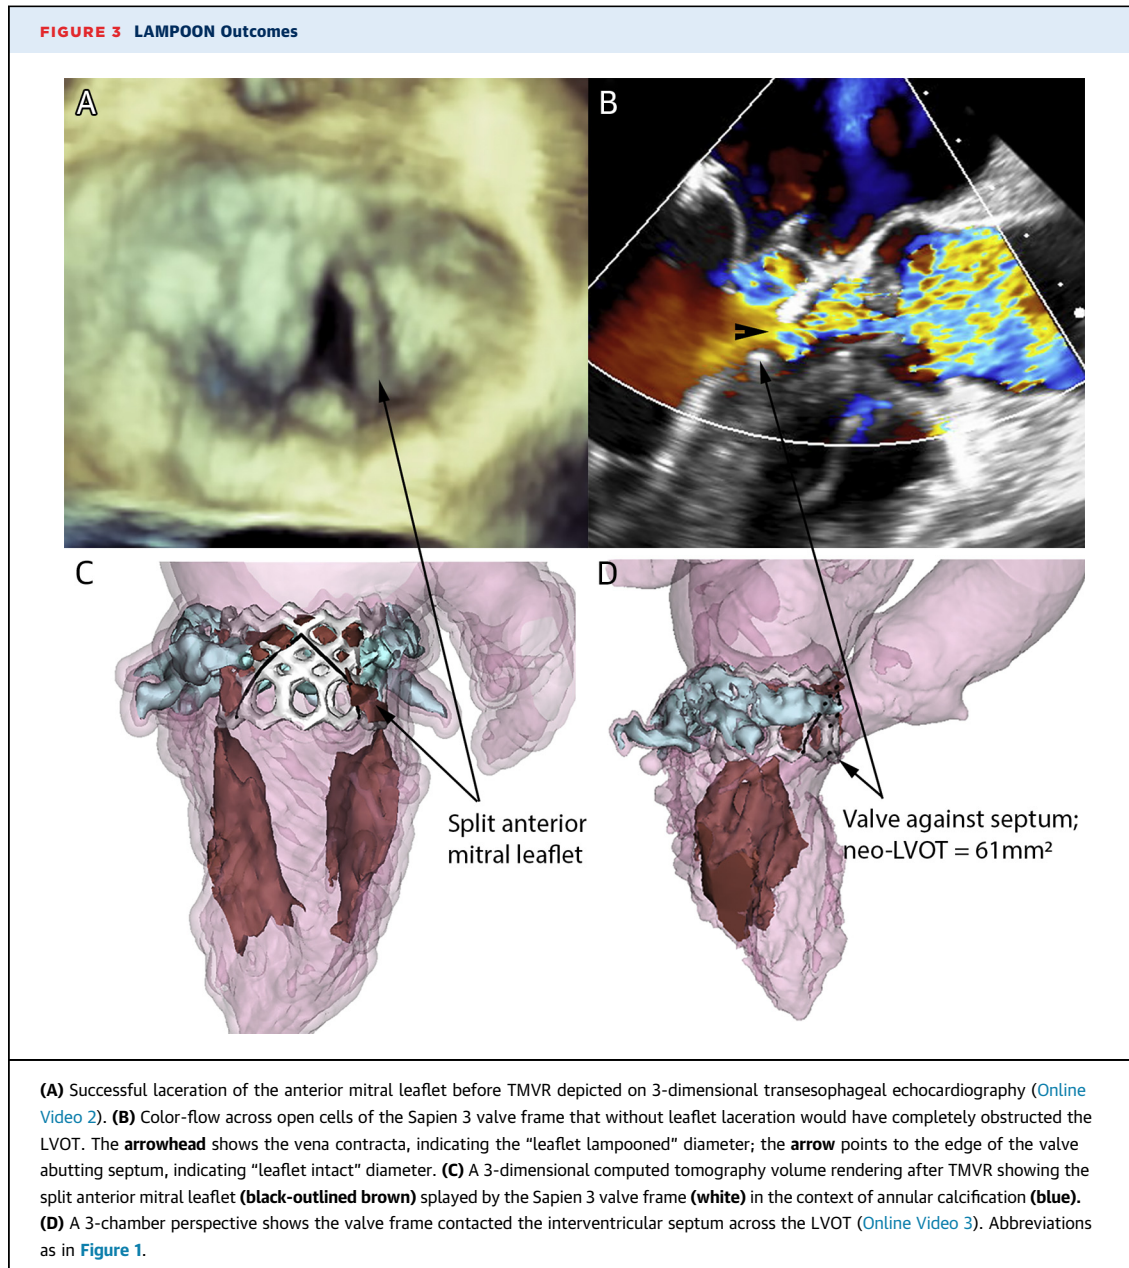 FIGURE 3 LAMPOON Outcomes
A
B
C
D
Split anterior
mitral leaflet
Valve against septum;
neo-LVOT = 61mm²
(A) Successful laceration of the anterior mitral leaflet before TMVR depicted on 3-dimensional transesophageal echocardiography (Online
Video 2). (B) Color-flow across open cells of the Sapien 3 valve frame that without leaflet laceration would have completely obstructed the
LVOT. The arrowhead shows the vena contracta, indicating the “leaflet lampooned” diameter; the arrow points to the edge of the valve
abutting septum, indicating “leaflet intact” diameter. (C) A 3-dimensional computed tomography volume rendering after TMVR showing the
split anterior mitral leaflet (black-outlined brown) splayed by the Sapien 3 valve frame (white) in the context of annular calcification (blue).
(D) A 3-chamber perspective shows the valve frame contacted the interventricular septum across the LVOT (Online Video 3). Abbreviations
as in Figure 1.